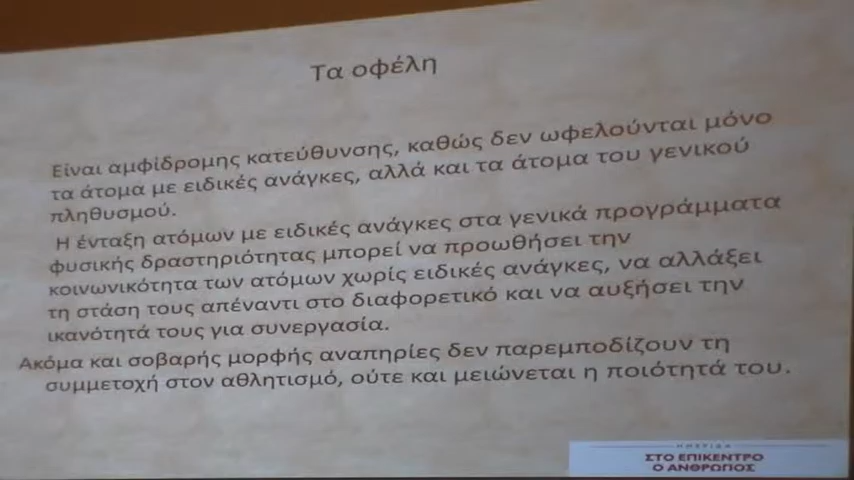 Τα οφέλη
Είναι αμφίδρομης κατεύθυνσης, καθώς δεν ωφελούνται μόνο
τα άτομα με ειδικές ανάγκες, αλλά και τα άτομα του γενικού
πληθυσμού.
Η ένταξη ατόμων με ειδικές ανάγκες στα γενικά προγράμματα
φυσικής δραστηριότητας μπορεί να προωθήσει την
κοινωνικότητα των ατόμων χωρίς ειδικές ανάγκες, να αλλάξει
τη στάση τους απέναντι στο διαφορετικό και να αυξήσει την
ικανότητά τους για συνεργασία.
Ακόμα και σοβαρής μορφής αναπηρίες δεν παρεμποδίζουν τη
συμμετοχή στον αθλητισμό, ούτε και μειώνεται η ποιότητά του.
ΗΜΕΡΙΔΑ
ΣΤΟ ΕΠΙΚΕΝΤΡΟ
Ο ΑΝΘΡΩΠΟΣ